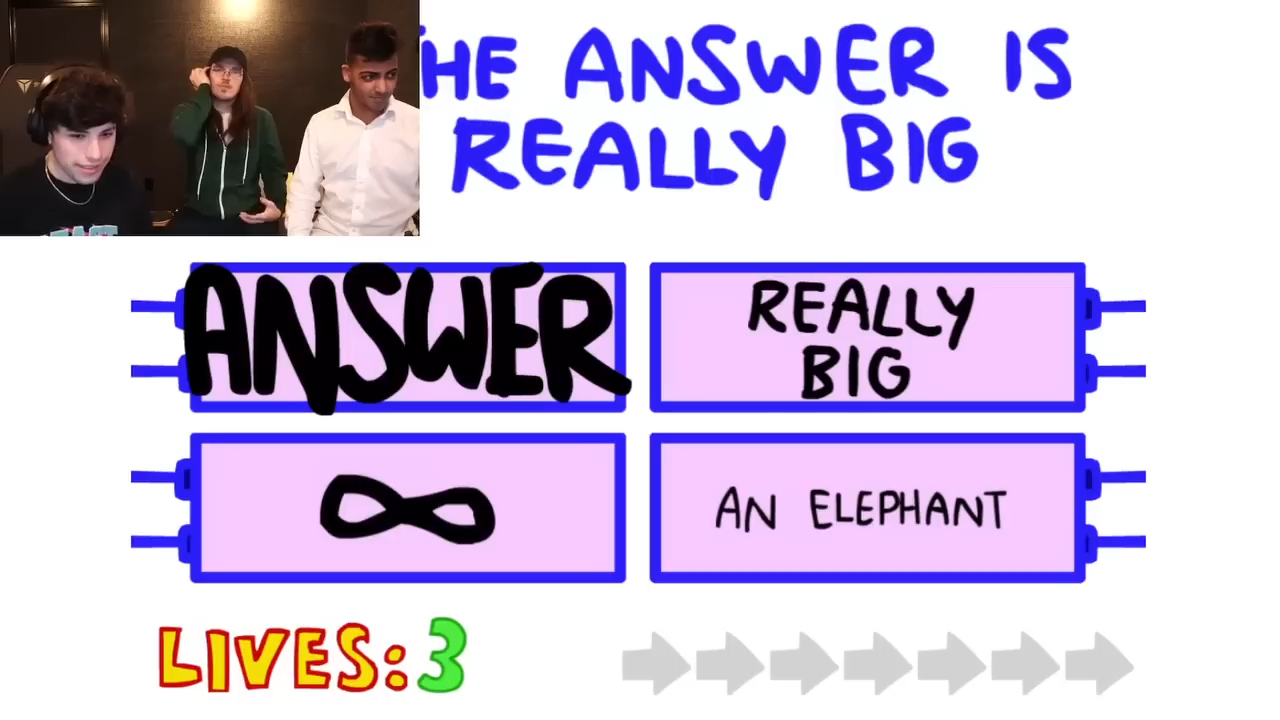 HE ANSWER IS
REALLY BIG
ANSWER
REALLY
BIG
∞
AN ELEPHANT
LIVES:3